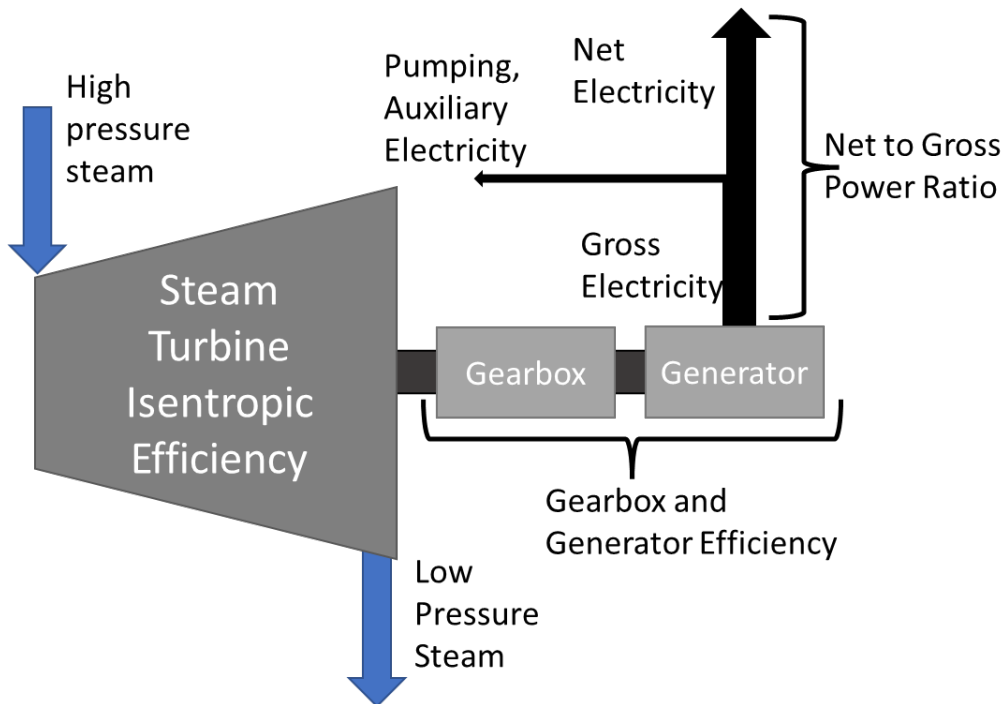 High
pressure
steam
Pumping,
Auxiliary
Electricity
Net
Electricity
Net to Gross
Power Ratio
Gross
Electricity
Steam
Turbine
Isentropic
Efficiency
Gearbox
Generator
Gearbox and
Generator Efficiency
Low
Pressure
Steam